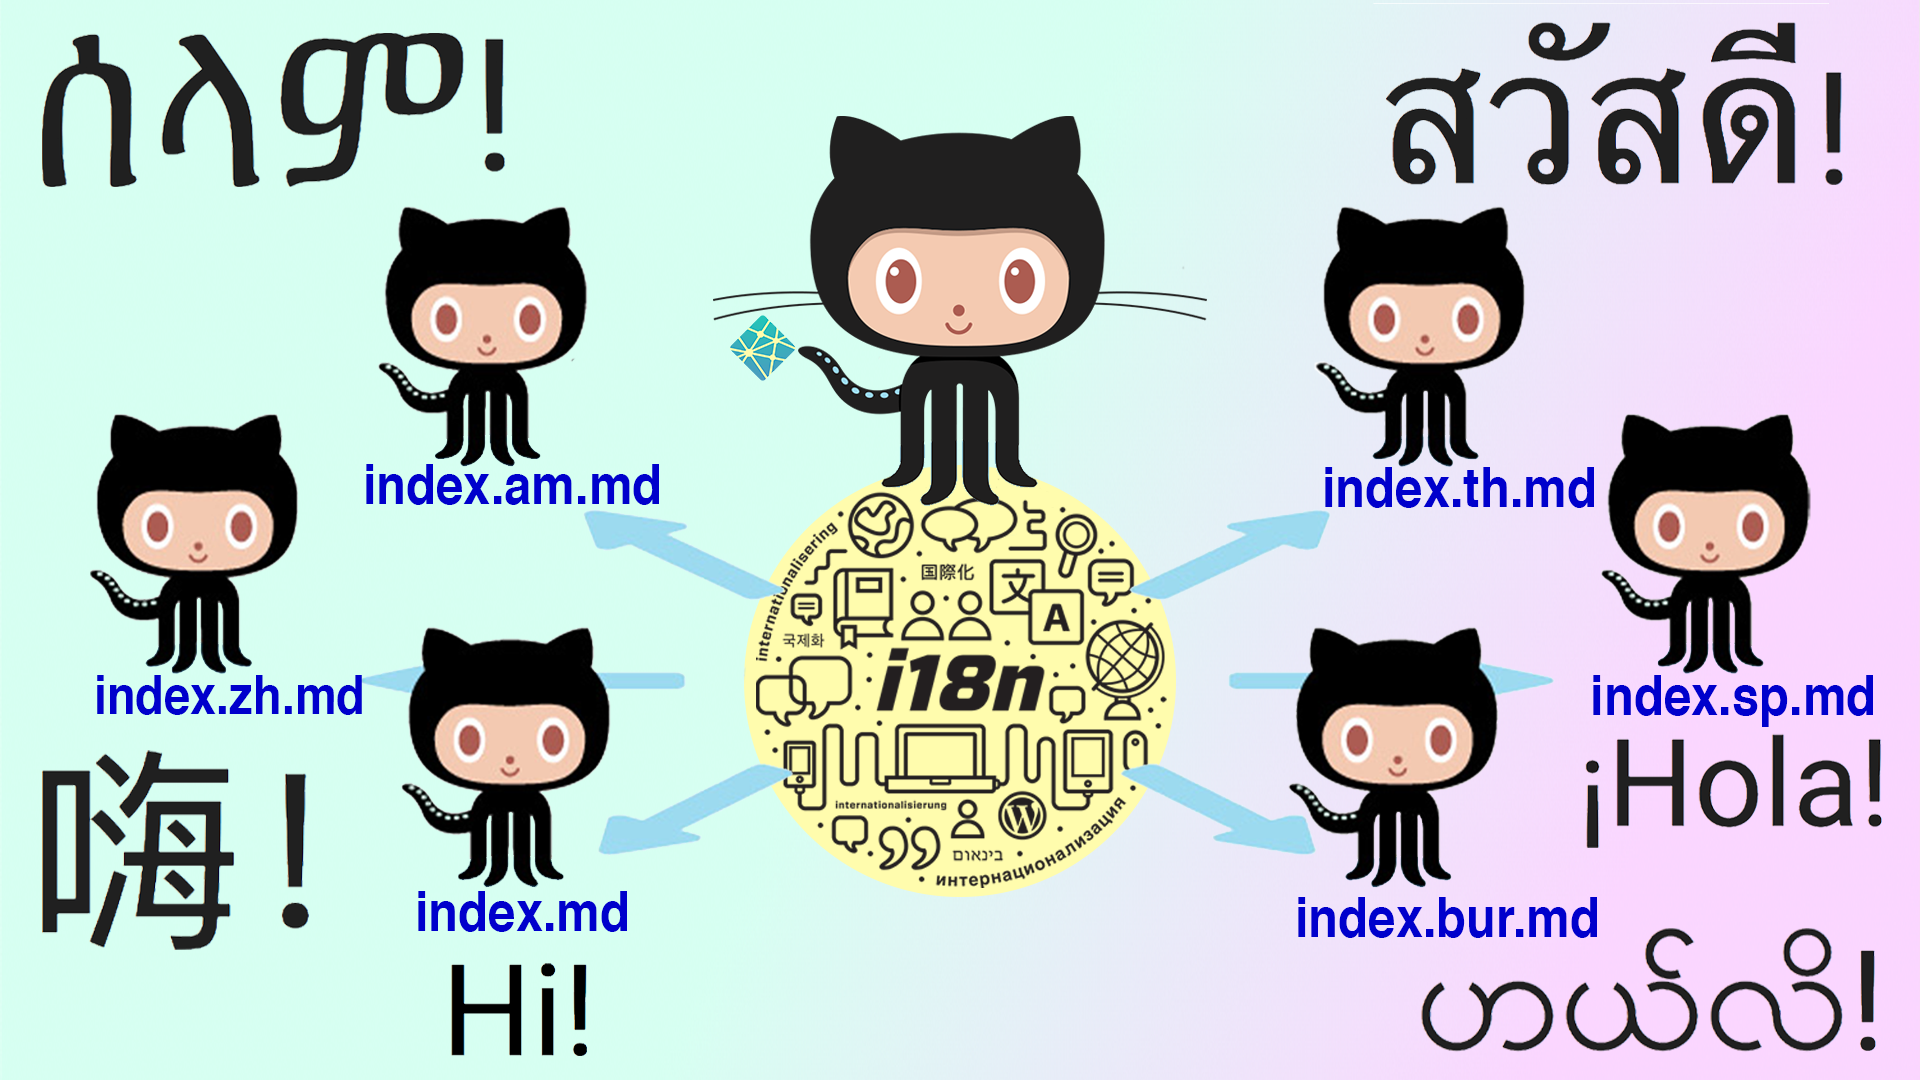 ሰላም!
สวัสดี!
index.am.md
index.th.md
index.zh.md
index.sp.md
internationalisering
国際化
文
A
국제화
i18n
internationalisierung
W
בינאום
интернационализация
嗨!
¡Hola!
index.md
index.bur.md
Hi!
ဟယ်လို!